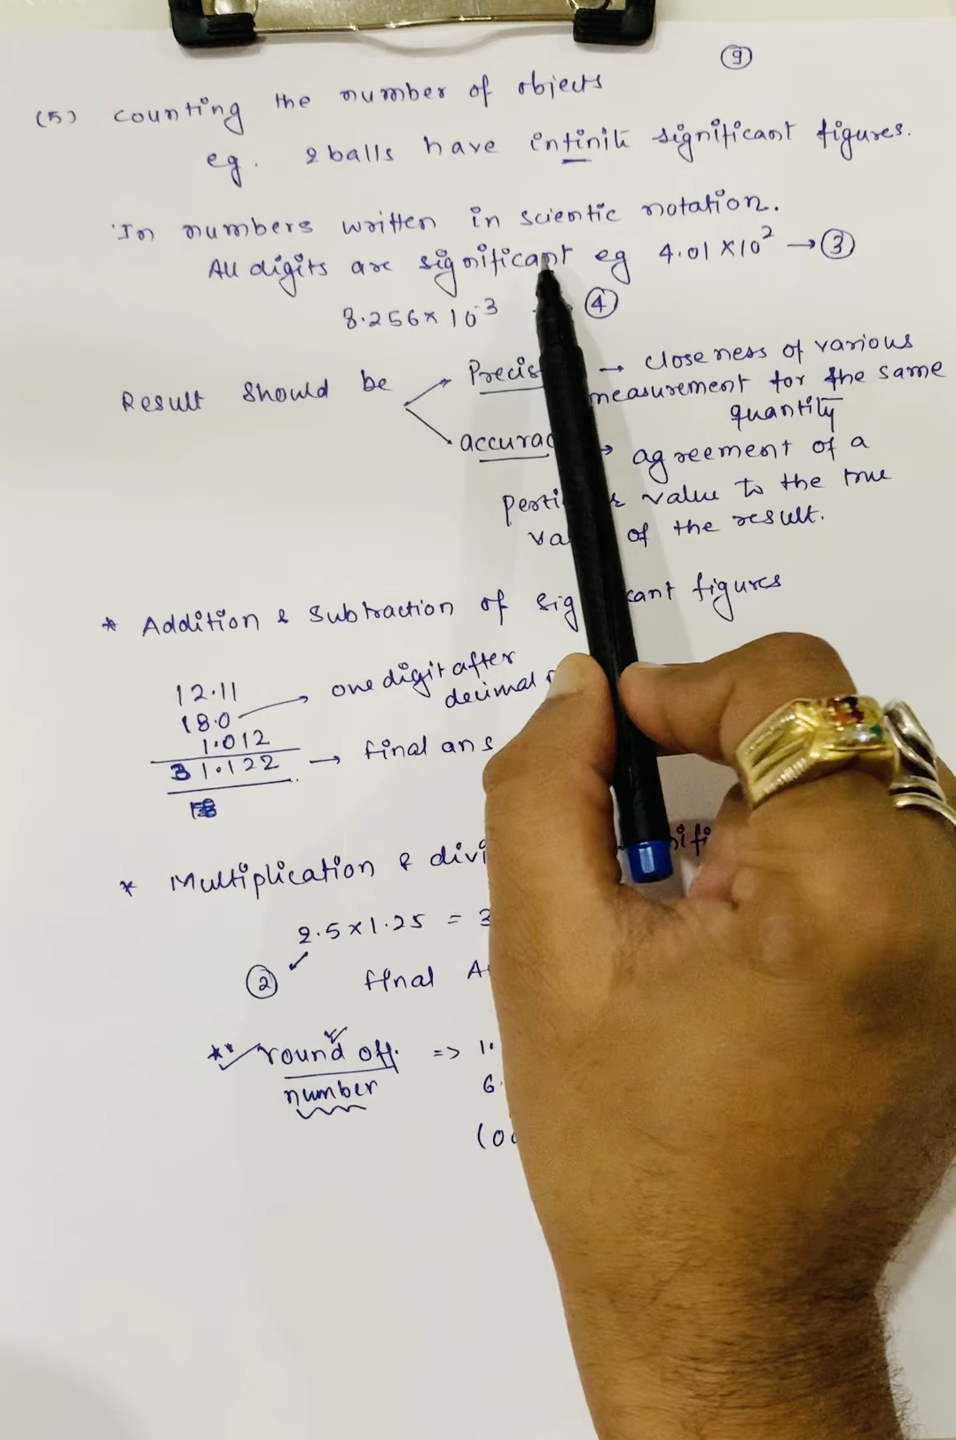 9
(5) counting the number of objects
eg. 2 balls have infinite significant figures.
In numbers written in scientic notation.
All digits are significant eg 4.01 × 10² → 3
8.256 × 10⁻³ 4
Result should be
Precis → closeness of various
measurement for the same
quantity
accurac → agreement of a
value to the true
of the result.
* Addition & Subtraction of figures
12.11
18.0 → one digit after
decimal
1.012
31.122 → final ans
* Multiplication & divi
2.5 × 1.25 = 3
2
final
** round off. => 1.
number 6.